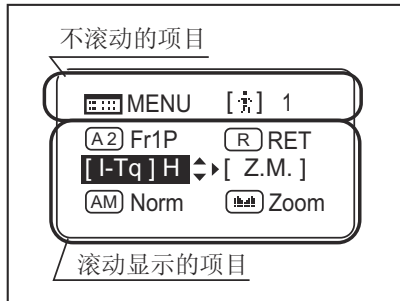 不滚动的项目
MENU [ ] 1
A2 Fr1P R RET
[ I-Tq ] H [ Z.M. ]
AM Norm Zoom
滚动显示的项目